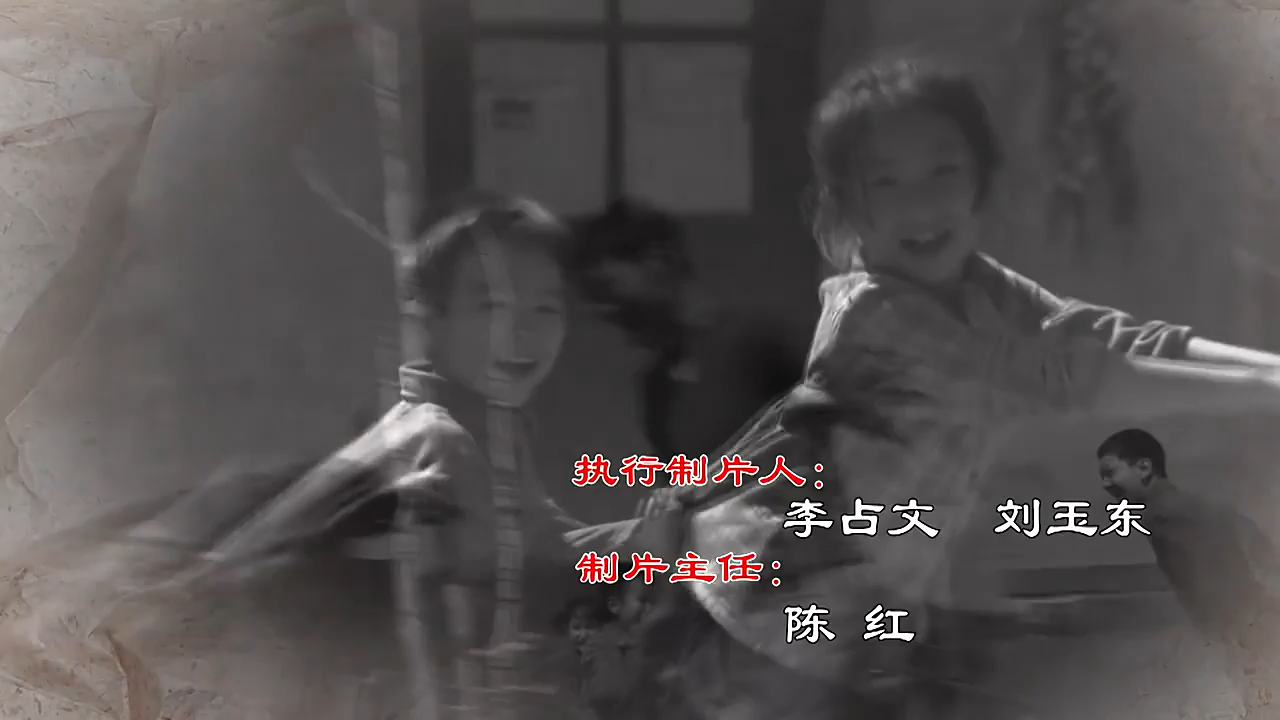 执行制片人：
李占文 刘玉东
制片主任：
陈 红